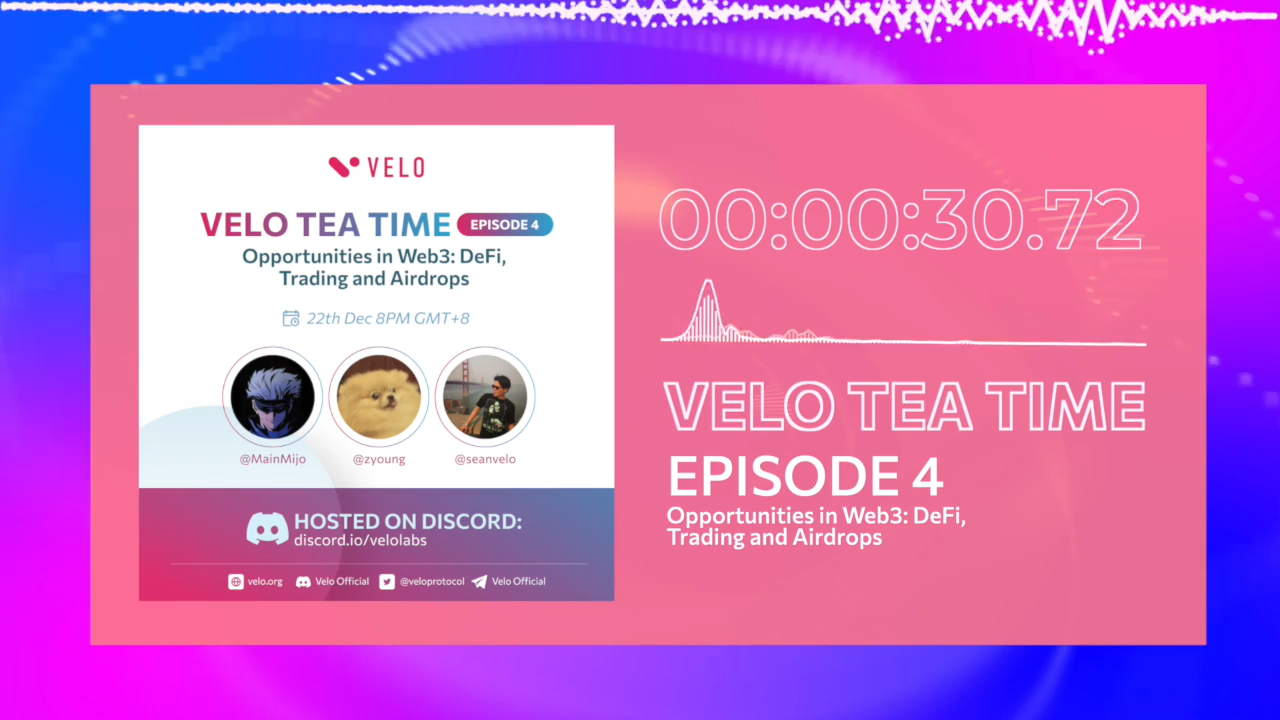 VELO
VELO TEA TIME EPISODE 4
Opportunities in Web3: DeFi,
Trading and Airdrops
22th Dec 8PM GMT+8
@MainMijo @zyoung @seanvelo
HOSTED ON DISCORD:
discord.io/velolabs
velo.org Velo Official @veloprotocol Velo Official
00:00:30.72
VELO TEA TIME
EPISODE 4
Opportunities in Web3: DeFi,
Trading and Airdrops